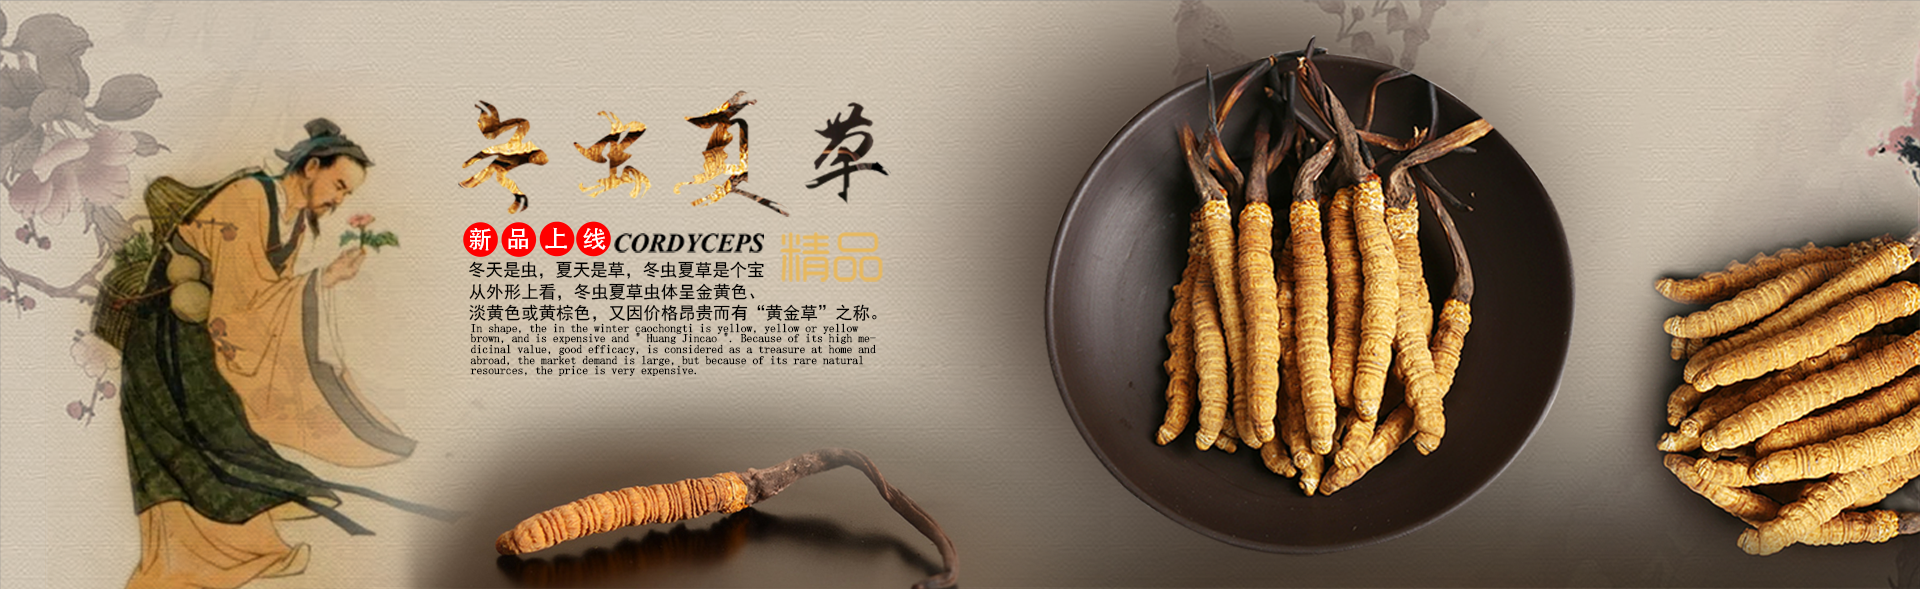 冬虫夏草
新品上线 CORDYCEPS 精品
冬天是虫，夏天是草，冬虫夏草是个宝
从外形上看，冬虫夏草虫体呈金黄色、
淡黄色或黄棕色，又因价格昂贵而有“黄金草”之称。
In shape, the in the winter caochongti is yellow, yellow or yellow
brown, and is expensive and " Huang Jincao ". Because of its high me-
dicinal value, good efficacy, is considered as a treasure at home and
abroad, the market demand is large, but because of its rare natural
resources, the price is very expensive.